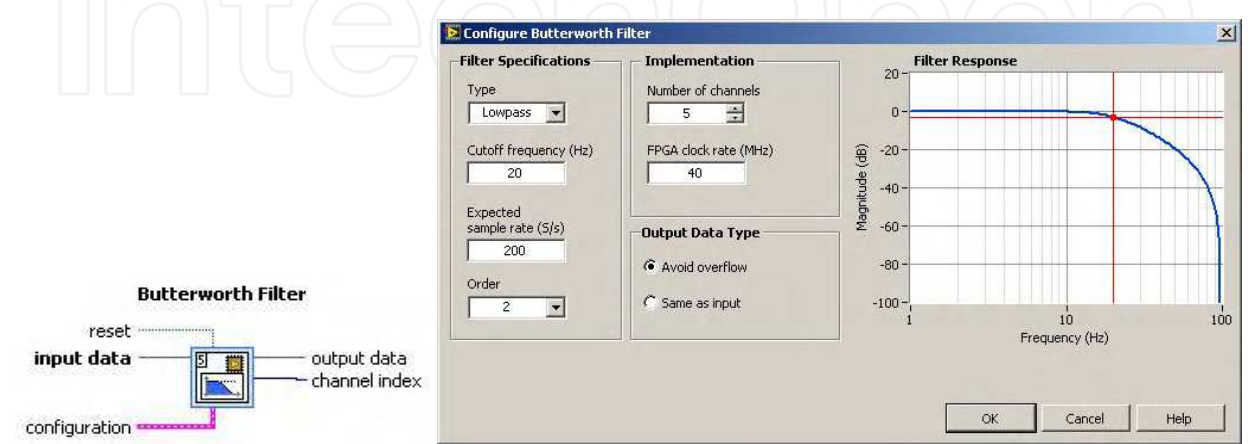 IntechOpen
Configure Butterworth Filter
Filter Specifications
Type
Lowpass
Cutoff frequency (Hz)
20
Expected
sample rate (S/s)
200
Order
2
Implementation
Number of channels
5
FPGA clock rate (MHz)
40
Output Data Type
Avoid overflow
Same as input
Filter Response
Magnitude (dB)
20
0
-20
-40
-60
-80
-100
1 10 100
Frequency (Hz)
OK Cancel Help
Butterworth Filter
reset
input data
5
output data
channel index
configuration